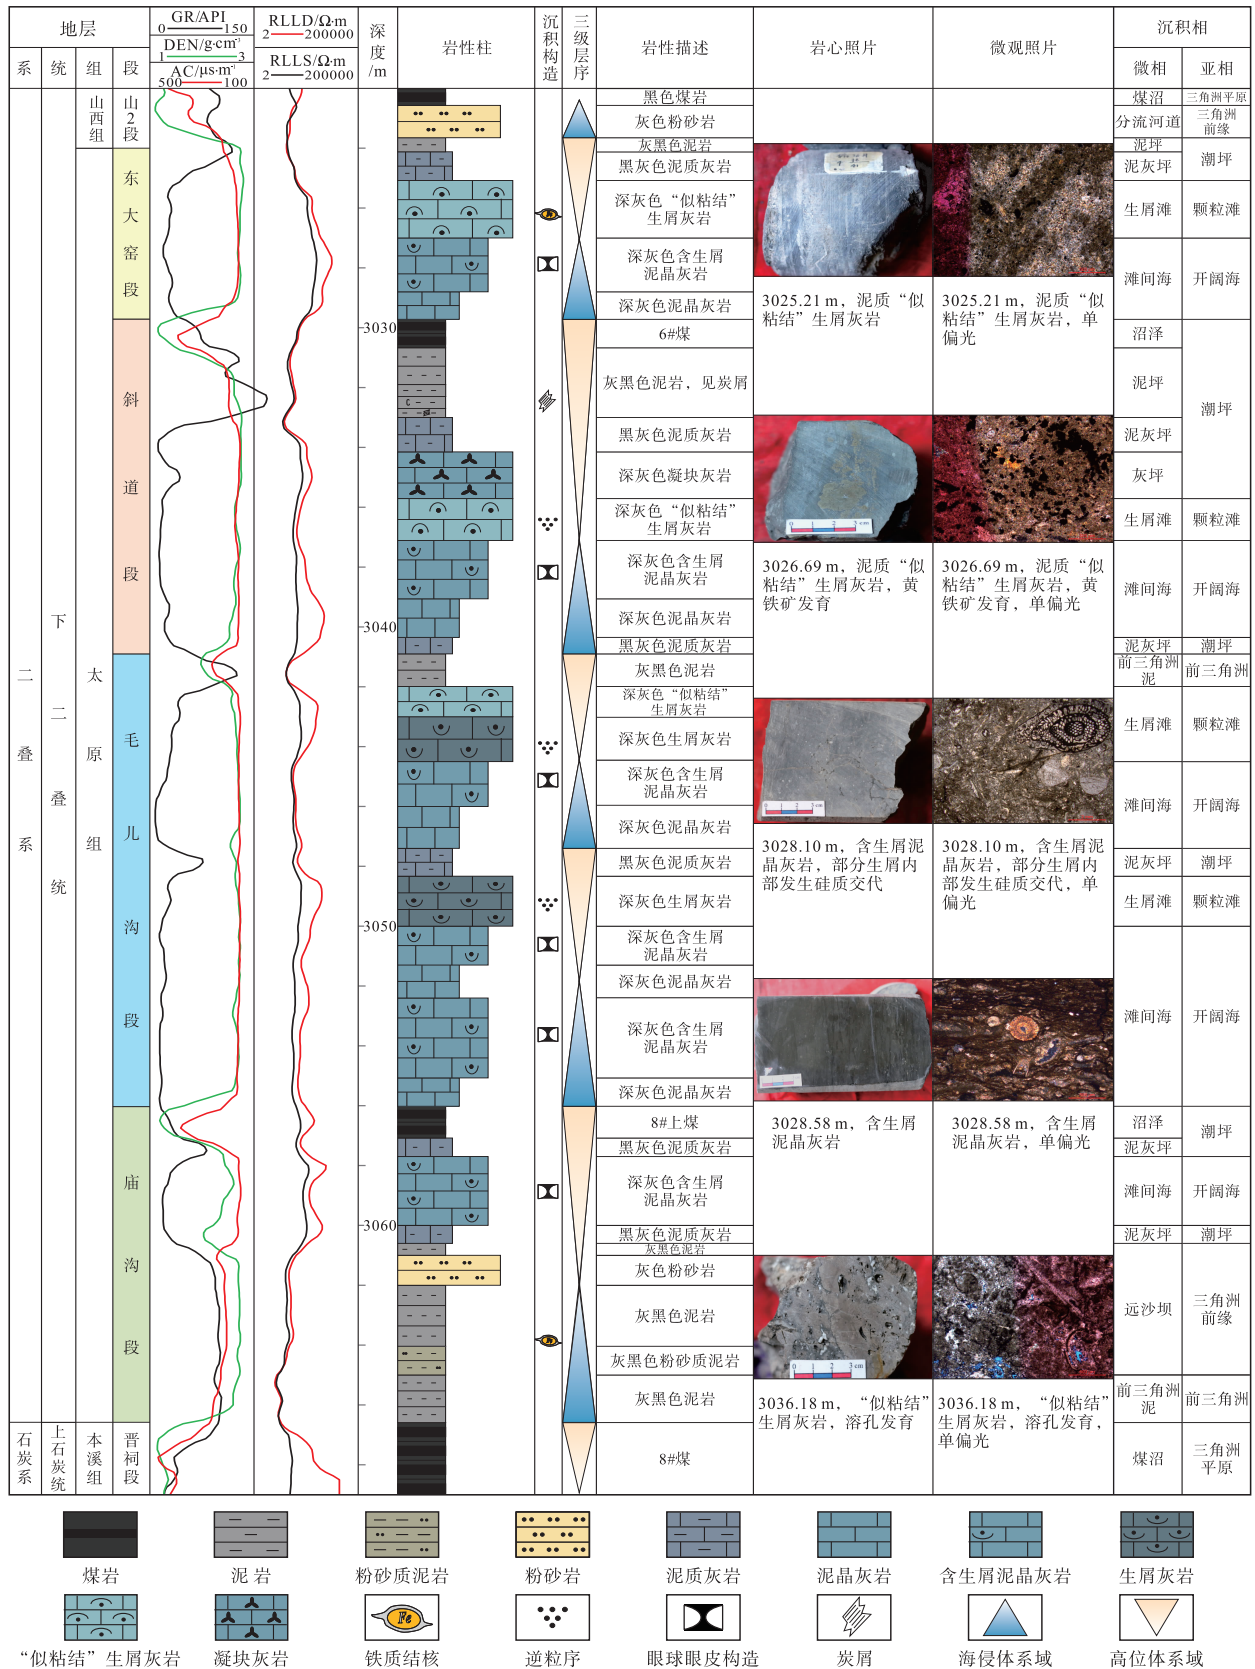 地层
系
统
组
段
GR/API
0 150
DEN/g·cm⁻³
1 3
AC/μs·m⁻¹
500 100
RLLD/Ω·m
2 200000
RLLS/Ω·m
2 200000
深度/m
岩性柱
沉积构造
三级层序
岩性描述
岩心照片
微观照片
沉积相
微相
亚相
二叠系
下二叠统
山西组
太原组
山2段
东大窑段
斜道段
毛儿沟段
庙沟段
石炭系
上石炭统
本溪组
晋祠段
3030
3040
3050
3060
黑色煤岩
灰色粉砂岩
灰黑色泥岩
黑灰色泥质灰岩
深灰色“似粘结”
生屑灰岩
深灰色含生屑
泥晶灰岩
深灰色泥晶灰岩
6#煤
灰黑色泥岩，见炭屑
黑灰色泥质灰岩
深灰色凝块灰岩
深灰色“似粘结”
生屑灰岩
深灰色含生屑
泥晶灰岩
深灰色泥晶灰岩
黑灰色泥质灰岩
灰黑色泥岩
深灰色“似粘结”
生屑灰岩
深灰色生屑灰岩
深灰色含生屑
泥晶灰岩
深灰色泥晶灰岩
黑灰色泥质灰岩
深灰色生屑灰岩
深灰色含生屑
泥晶灰岩
深灰色泥晶灰岩
深灰色含生屑
泥晶灰岩
深灰色泥晶灰岩
8#上煤
黑灰色泥质灰岩
深灰色含生屑
泥晶灰岩
黑灰色泥质灰岩
灰黑色泥岩
灰色粉砂岩
灰黑色泥岩
灰黑色粉砂质泥岩
灰黑色泥岩
8#煤
3025.21 m，泥质“似
粘结”生屑灰岩
3025.21 m，泥质“似
粘结”生屑灰岩，单
偏光
0 1 2 3 cm
3026.69 m，泥质“似
粘结”生屑灰岩，黄
铁矿发育
3026.69 m，泥质“似
粘结”生屑灰岩，黄
铁矿发育，单偏光
0 1 2 3 cm
3028.10 m，含生屑泥
晶灰岩，部分生屑内
部发生硅质交代
3028.10 m，含生屑泥
晶灰岩，部分生屑内
部发生硅质交代，单
偏光
3028.58 m，含生屑
泥晶灰岩
3028.58 m，含生屑
泥晶灰岩，单偏光
0 1 2 3 cm
3036.18 m，“似粘结”
生屑灰岩，溶孔发育
3036.18 m，“似粘结”
生屑灰岩，溶孔发育，
单偏光
煤沼
分流河道
泥坪
泥灰坪
生屑滩
滩间海
沼泽
泥坪
泥灰坪
灰坪
生屑滩
滩间海
泥灰坪
前三角洲
泥
生屑滩
滩间海
泥灰坪
生屑滩
滩间海
沼泽
泥灰坪
滩间海
泥灰坪
远沙坝
前三角洲
泥
煤沼
三角洲平原
三角洲
前缘
潮坪
颗粒滩
开阔海
潮坪
颗粒滩
开阔海
潮坪
前三角洲
颗粒滩
开阔海
潮坪
颗粒滩
开阔海
潮坪
开阔海
潮坪
三角洲
前缘
前三角洲
三角洲
平原
煤岩
泥岩
粉砂质泥岩
粉砂岩
泥质灰岩
泥晶灰岩
含生屑泥晶灰岩
生屑灰岩
Fe
“似粘结”生屑灰岩
凝块灰岩
铁质结核
逆粒序
眼球眼皮构造
炭屑
海侵体系域
高位体系域